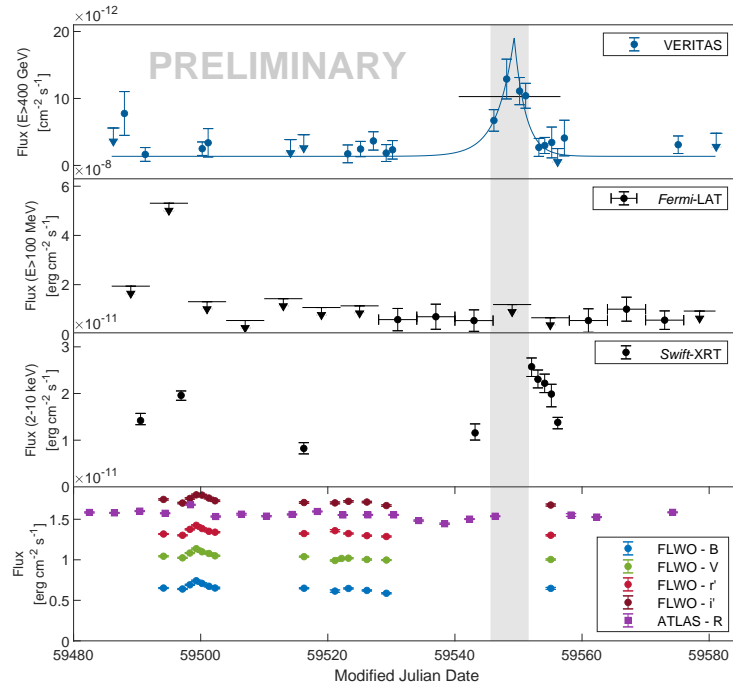 ×10-12
20
10
0
Flux (E>400 GeV)
[cm-2 s-1]
PRELIMINARY
VERITAS
×10-8
6
4
2
0
Flux (E>100 MeV)
[erg cm-2 s-1]
Fermi-LAT
×10-11
3
2
1
0
Flux (2-10 keV)
[erg cm-2 s-1]
Swift-XRT
×10-11
1.5
1
0.5
0
Flux
[erg cm-2 s-1]
FLWO - B
FLWO - V
FLWO - r'
FLWO - i'
ATLAS - R
59480 59500 59520 59540 59560 59580
Modified Julian Date